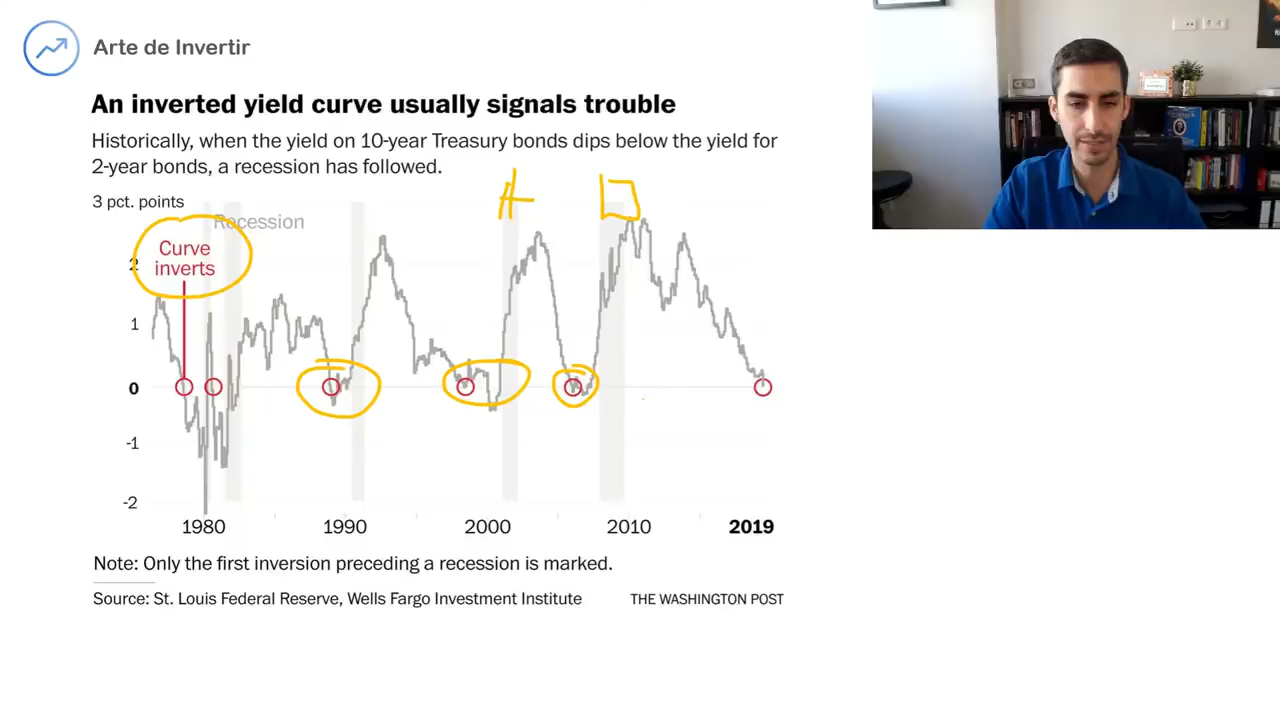 Arte de Invertir
An inverted yield curve usually signals trouble
Historically, when the yield on 10-year Treasury bonds dips below the yield for
2-year bonds, a recession has followed.
3 pct. points
Recession
Curve
inverts
2
1
0
-1
-2
1980 1990 2000 2010 2019
Note: Only the first inversion preceding a recession is marked.
Source: St. Louis Federal Reserve, Wells Fargo Investment Institute THE WASHINGTON POST